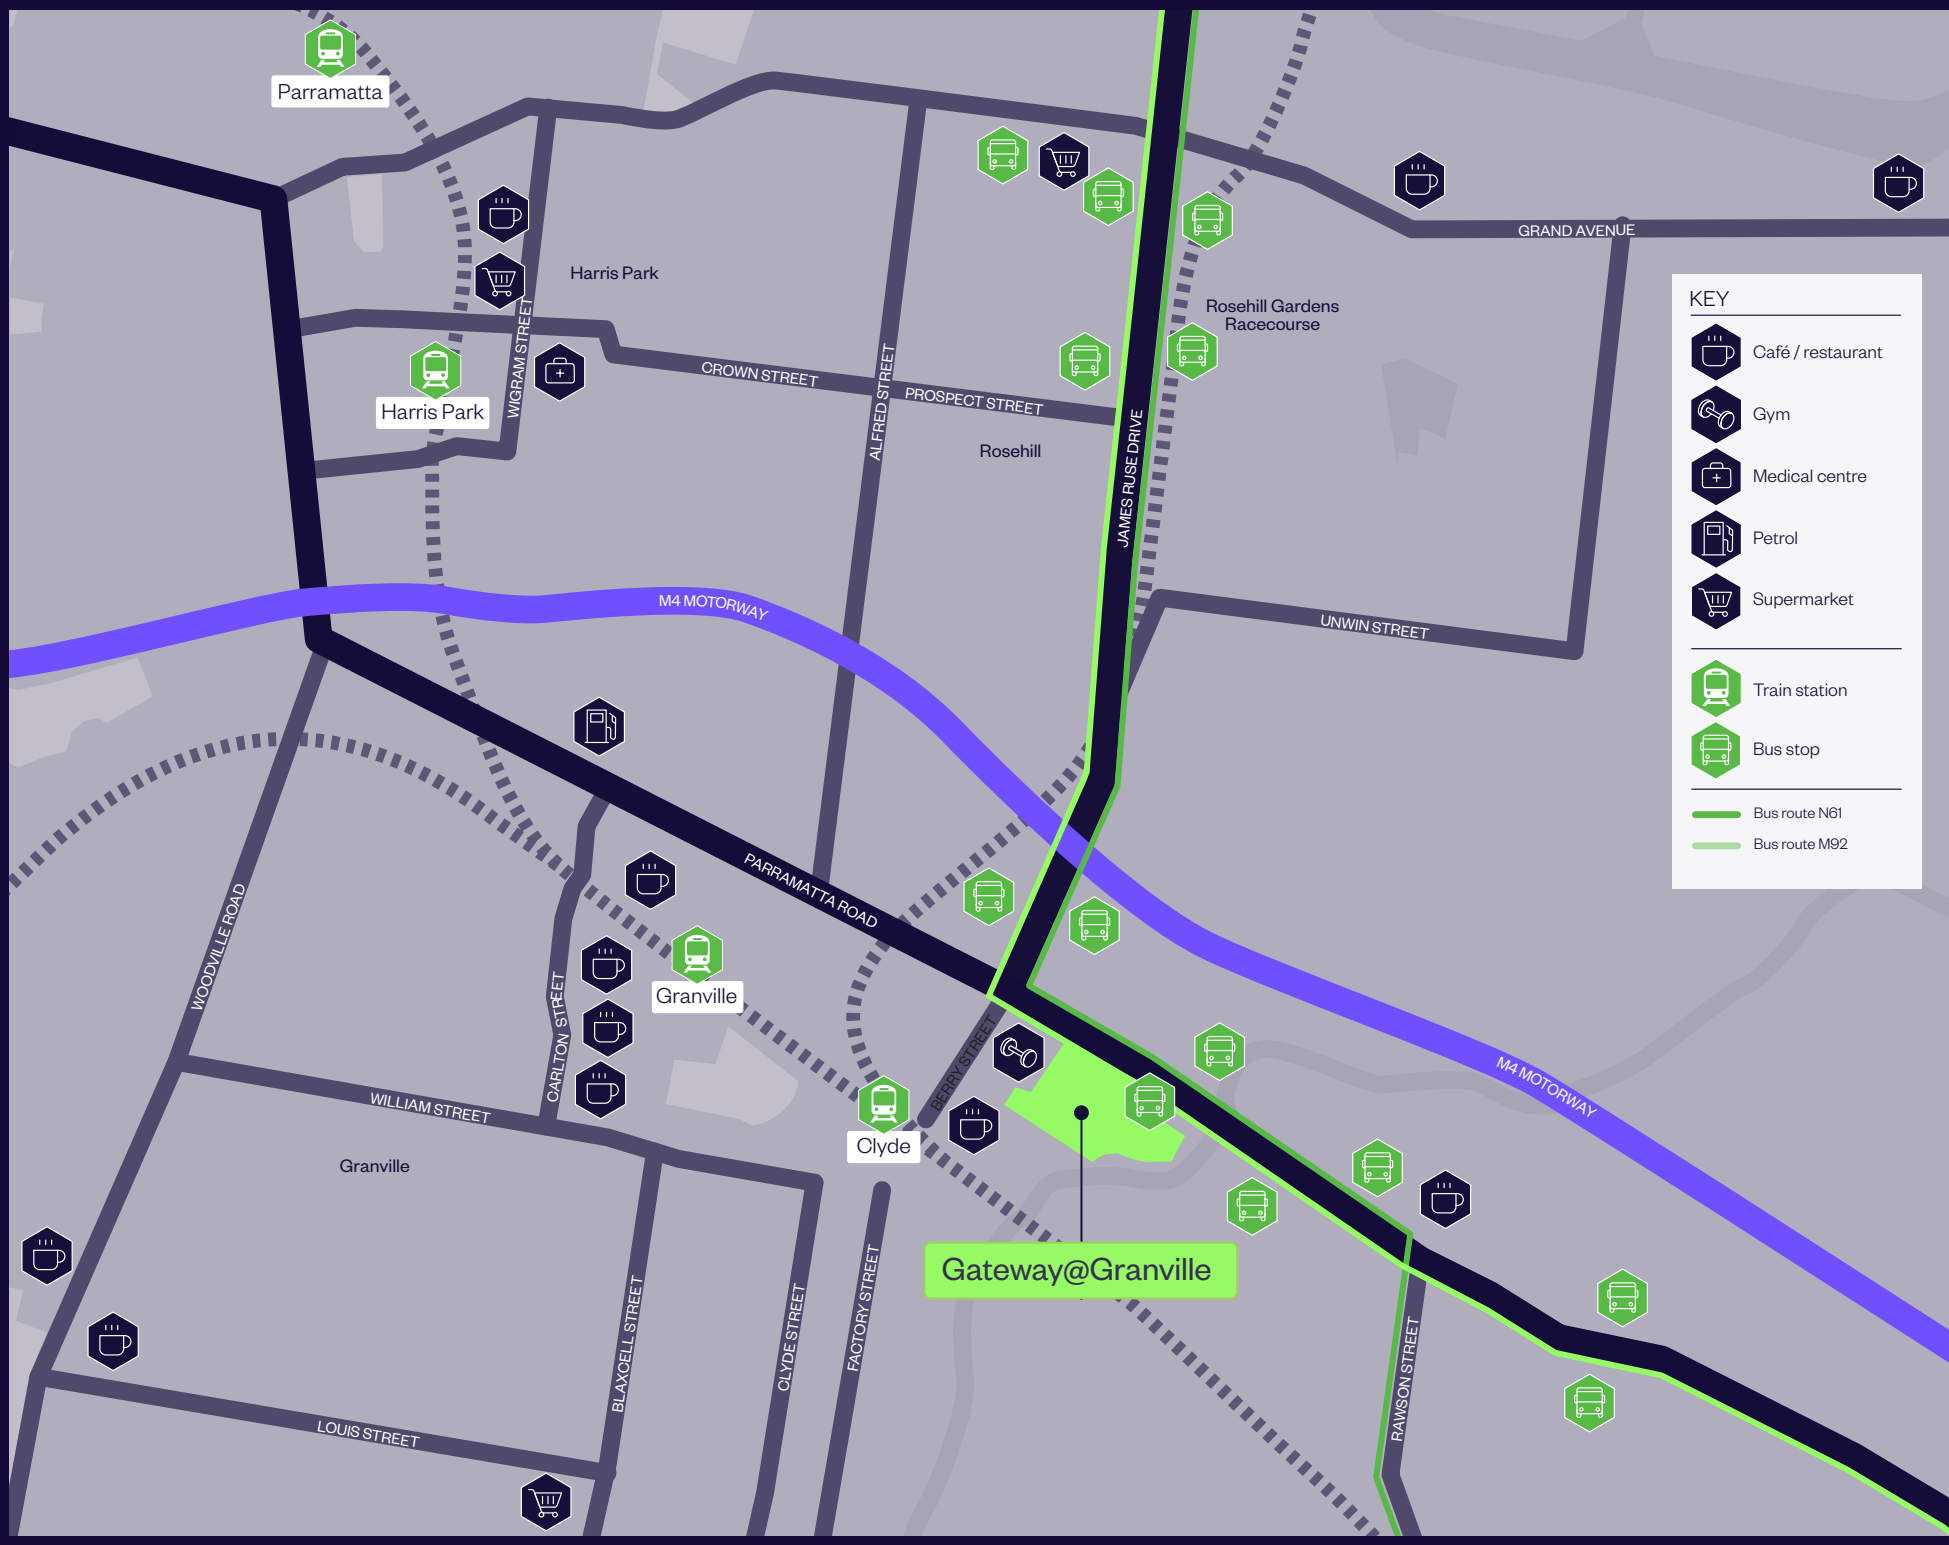 Parramatta
Harris Park
WIGRAM STREET
Harris Park
CROWN STREET
ALFRED STREET
PROSPECT STREET
Rosehill
JAMES RUSE DRIVE
Rosehill Gardens
Racecourse
GRAND AVENUE
UNWIN STREET
M4 MOTORWAY
KEY
Café / restaurant
Gym
Medical centre
Petrol
Supermarket
Train station
Bus stop
Bus route N61
Bus route M92
PARRAMATTA ROAD
WOODVILLE ROAD
CARLTON STREET
Granville
BERRY STREET
M4 MOTORWAY
WILLIAM STREET
Clyde
Granville
Gateway@Granville
BLAXCELL STREET
CLYDE STREET
FACTORY STREET
RAWSON STREET
LOUIS STREET